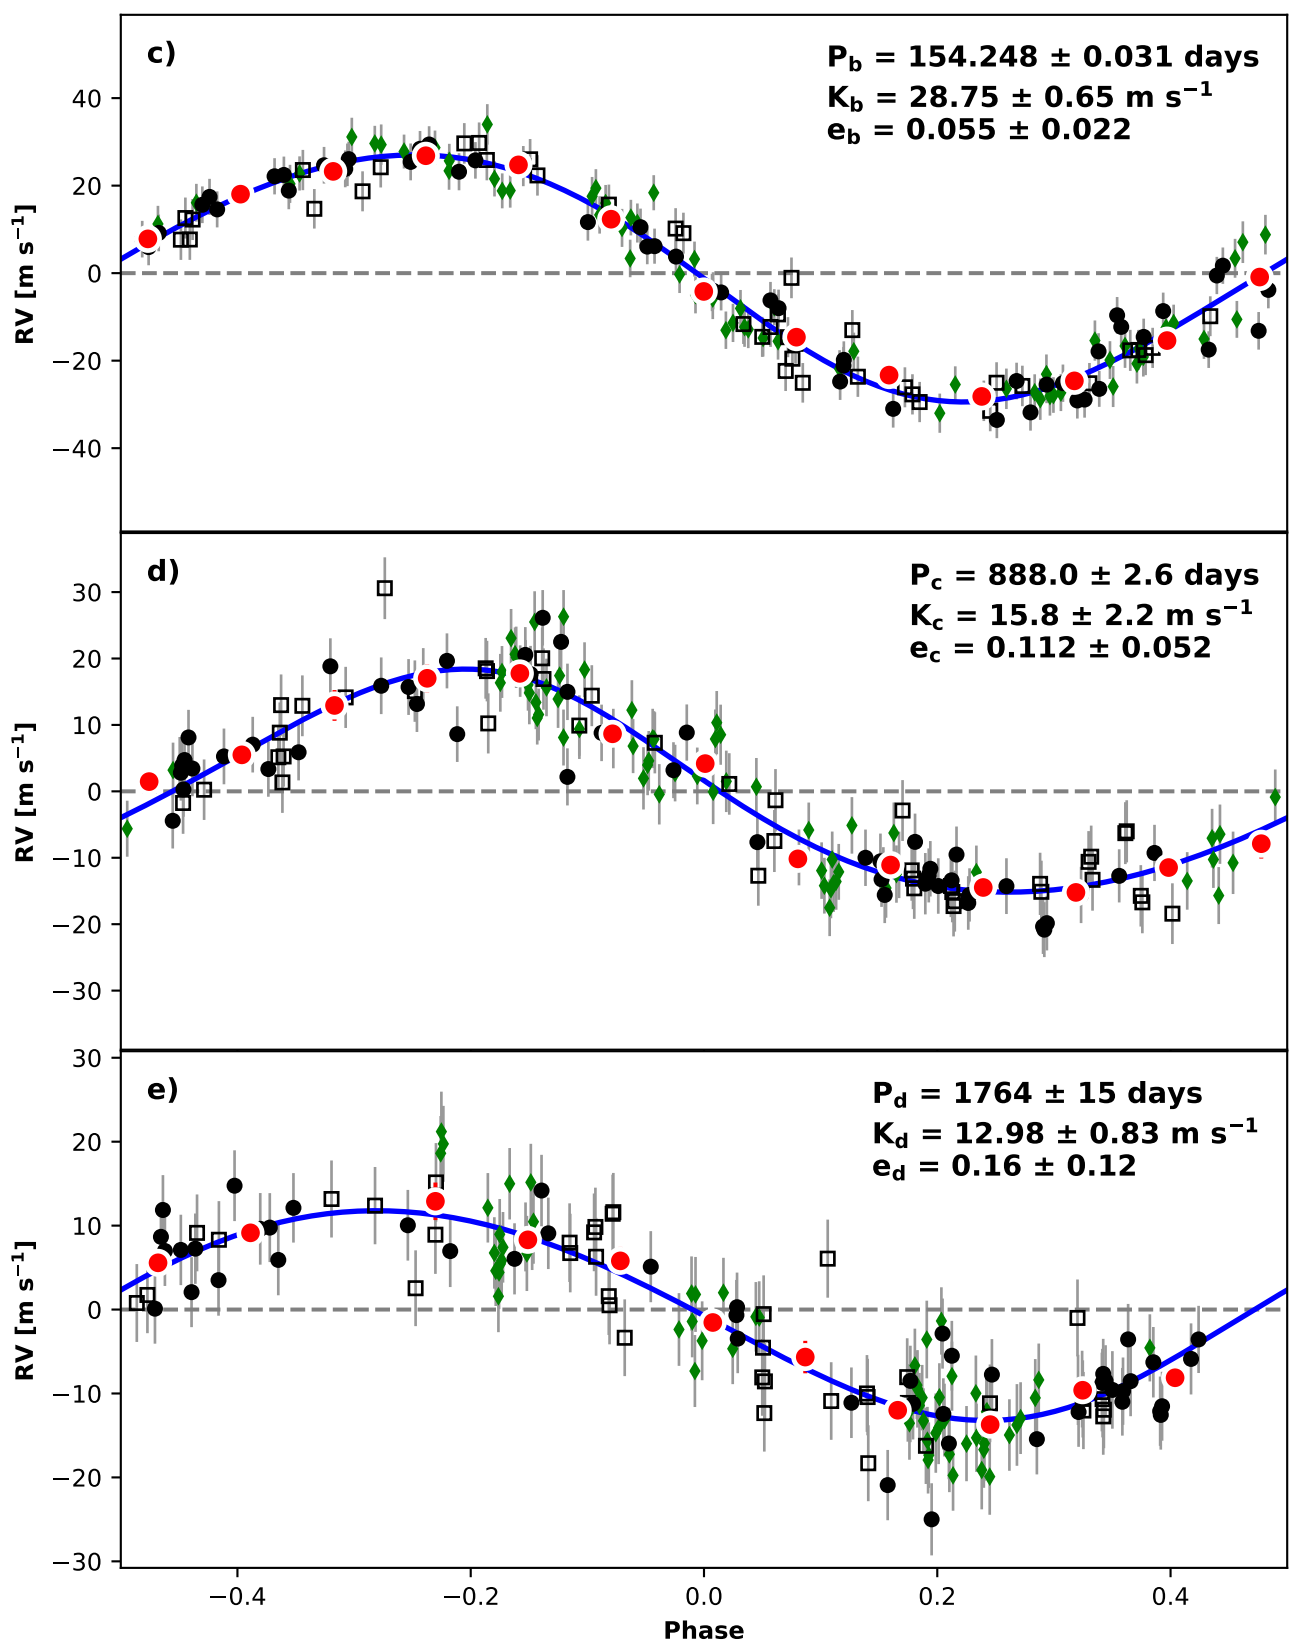 c)
P_b = 154.248 ± 0.031 days
K_b = 28.75 ± 0.65 m s⁻¹
e_b = 0.055 ± 0.022
40
20
0
−20
−40
RV [m s⁻¹]
d)
P_c = 888.0 ± 2.6 days
K_c = 15.8 ± 2.2 m s⁻¹
e_c = 0.112 ± 0.052
30
20
10
0
−10
−20
−30
RV [m s⁻¹]
e)
P_d = 1764 ± 15 days
K_d = 12.98 ± 0.83 m s⁻¹
e_d = 0.16 ± 0.12
30
20
10
0
−10
−20
−30
RV [m s⁻¹]
−0.4 −0.2 0.0 0.2 0.4
Phase